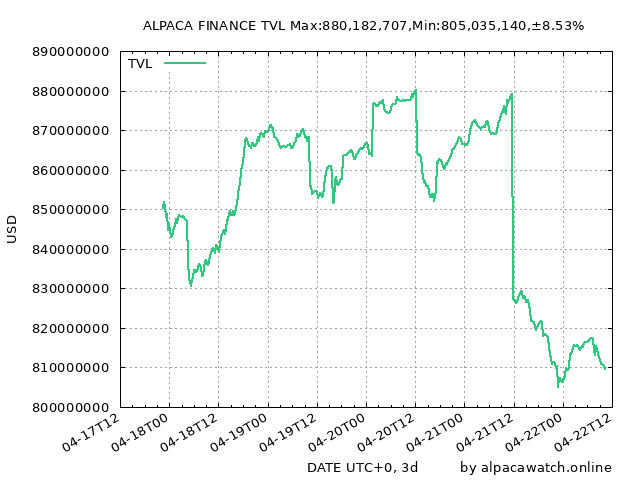 ALPACA FINANCE TVL Max:880,182,707,Min:805,035,140,±8.53%
890000000
TVL
880000000
870000000
860000000
850000000
USD
840000000
830000000
820000000
810000000
800000000
04-17T12
04-18T00
04-18T12
04-19T00
04-19T12
04-20T00
04-20T12
04-21T00
04-21T12
04-22T00
04-22T12
DATE UTC+0, 3d
by alpacawatch.online